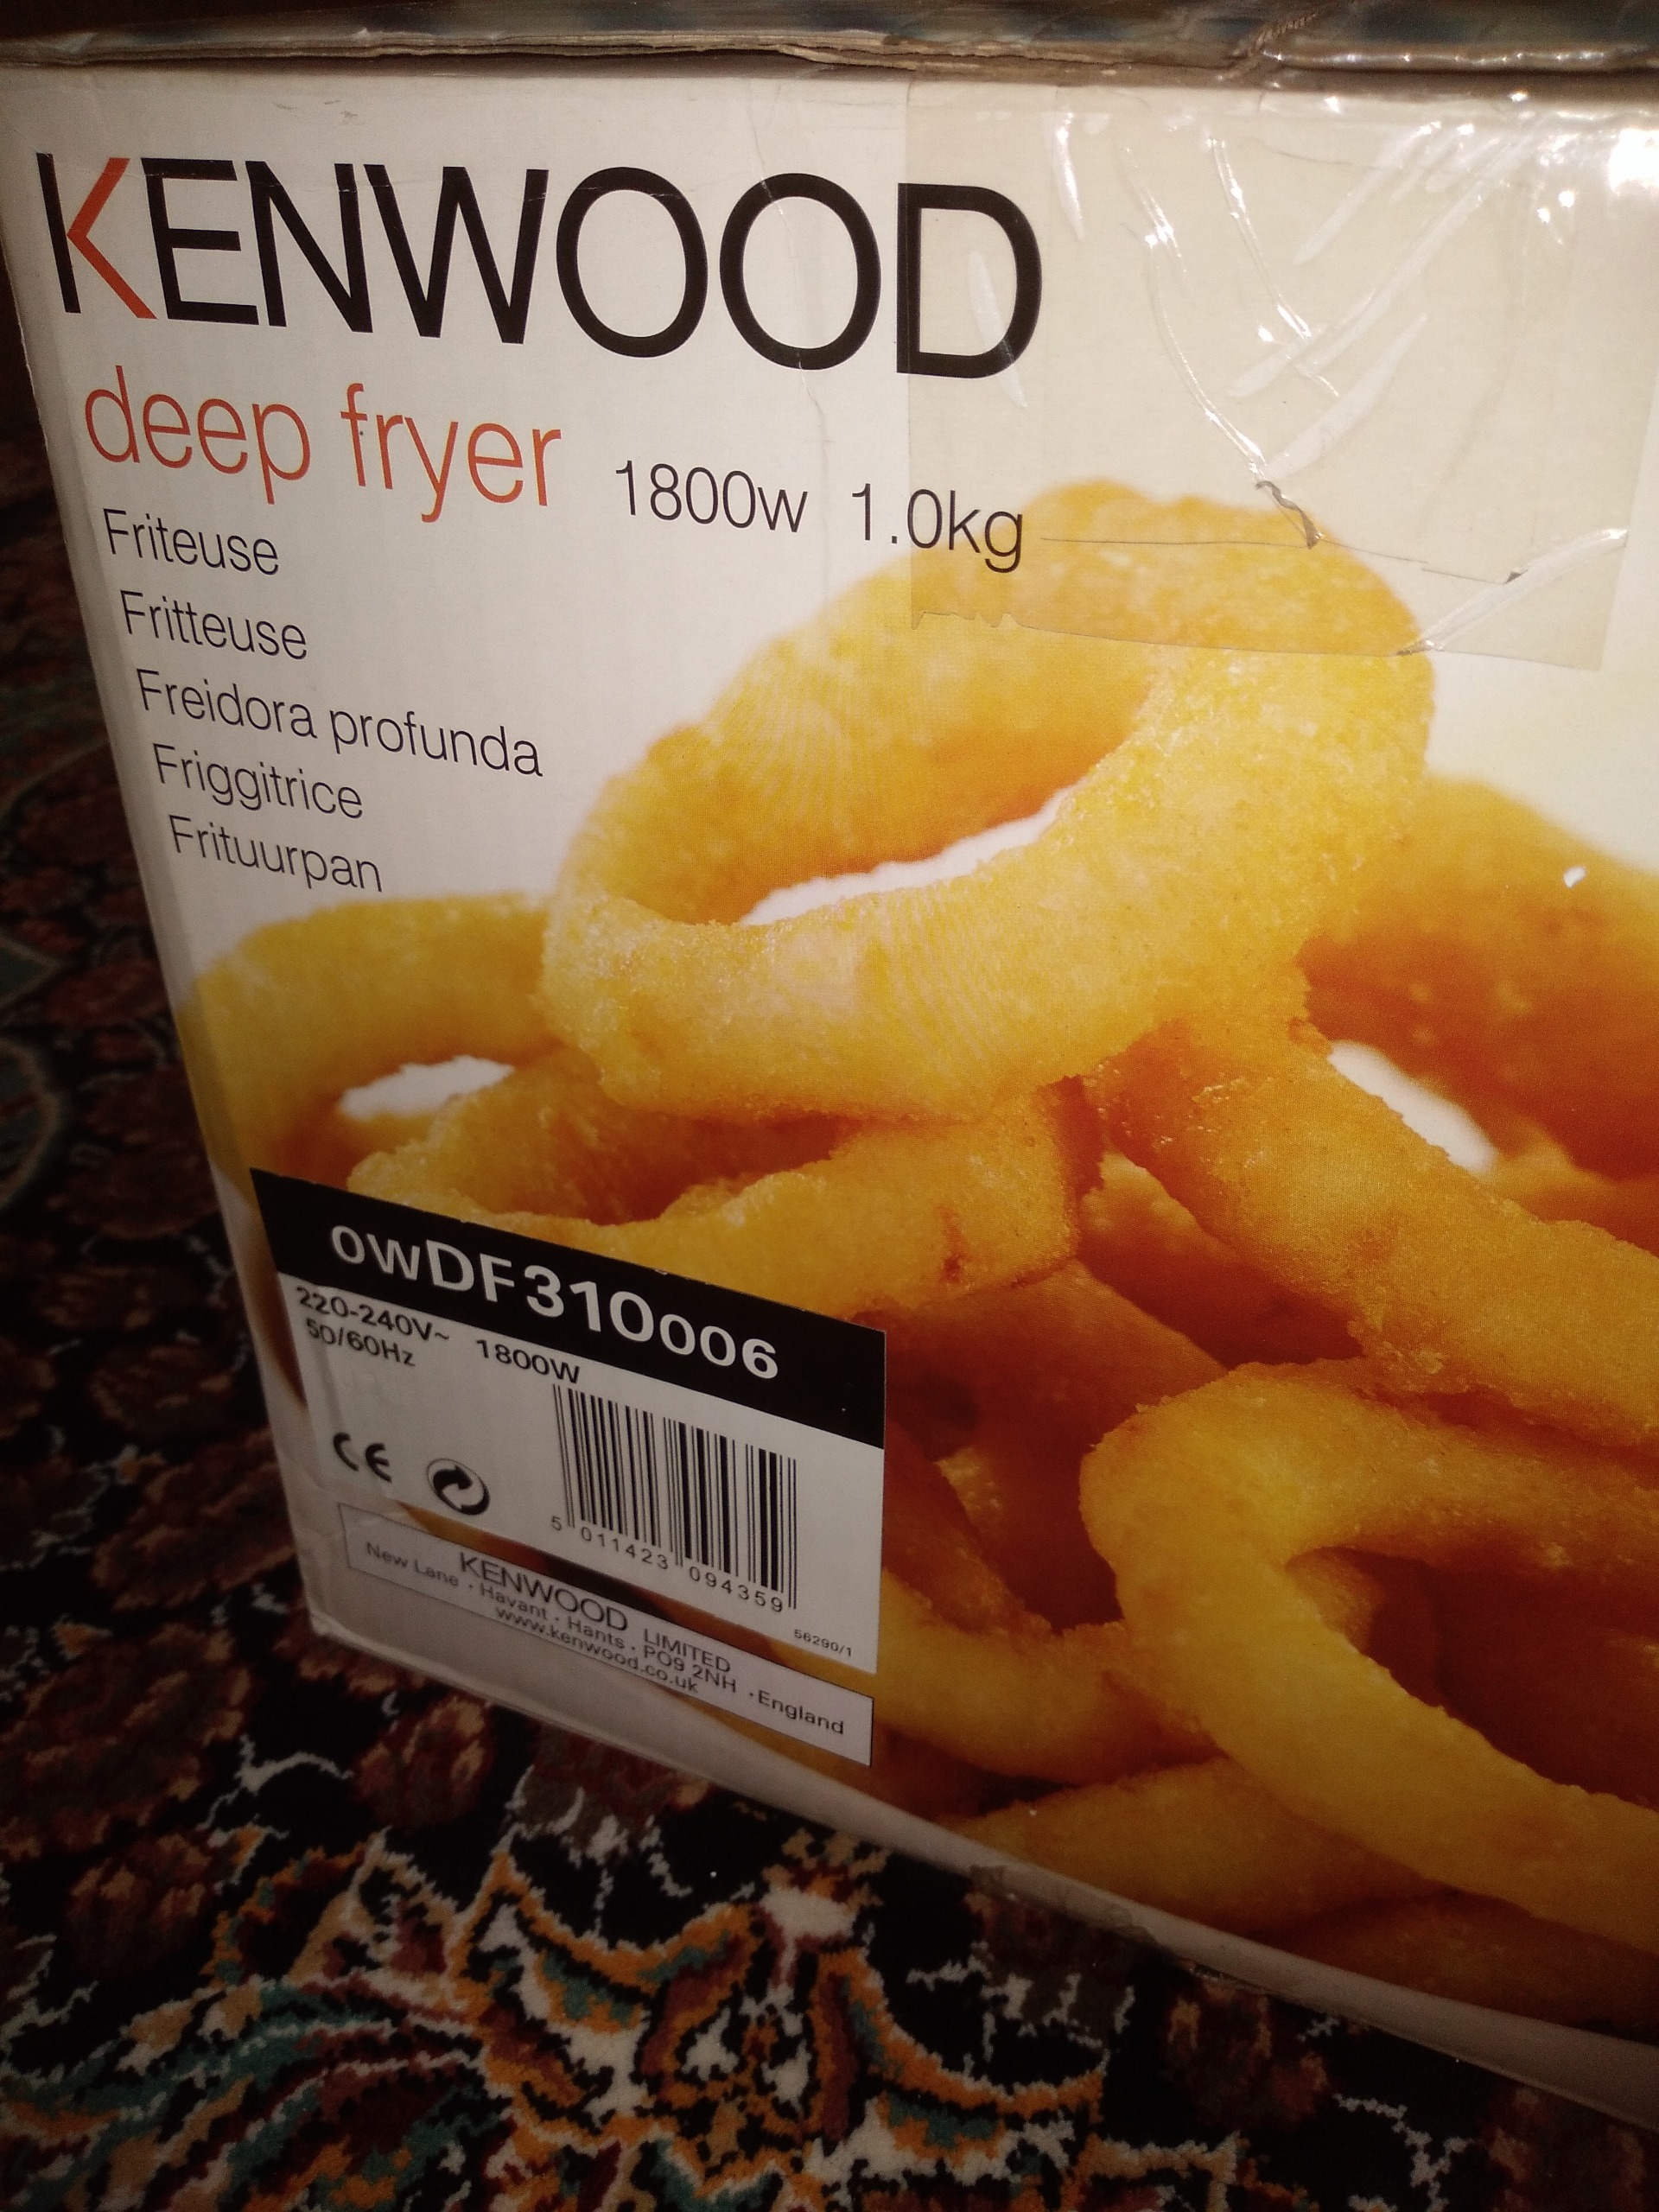 KENWOOD
deep fryer 1800w 1.0kg
Friteuse
Fritteuse
Freidora profunda
Friggitrice
Frituurpan
owDF310006
220-240V~ 1800W
50/60Hz
CE
5 011423 094359
56290/1
KENWOOD LIMITED
New Lane · Havant · Hants · PO9 2NH · England
www.kenwood.co.uk